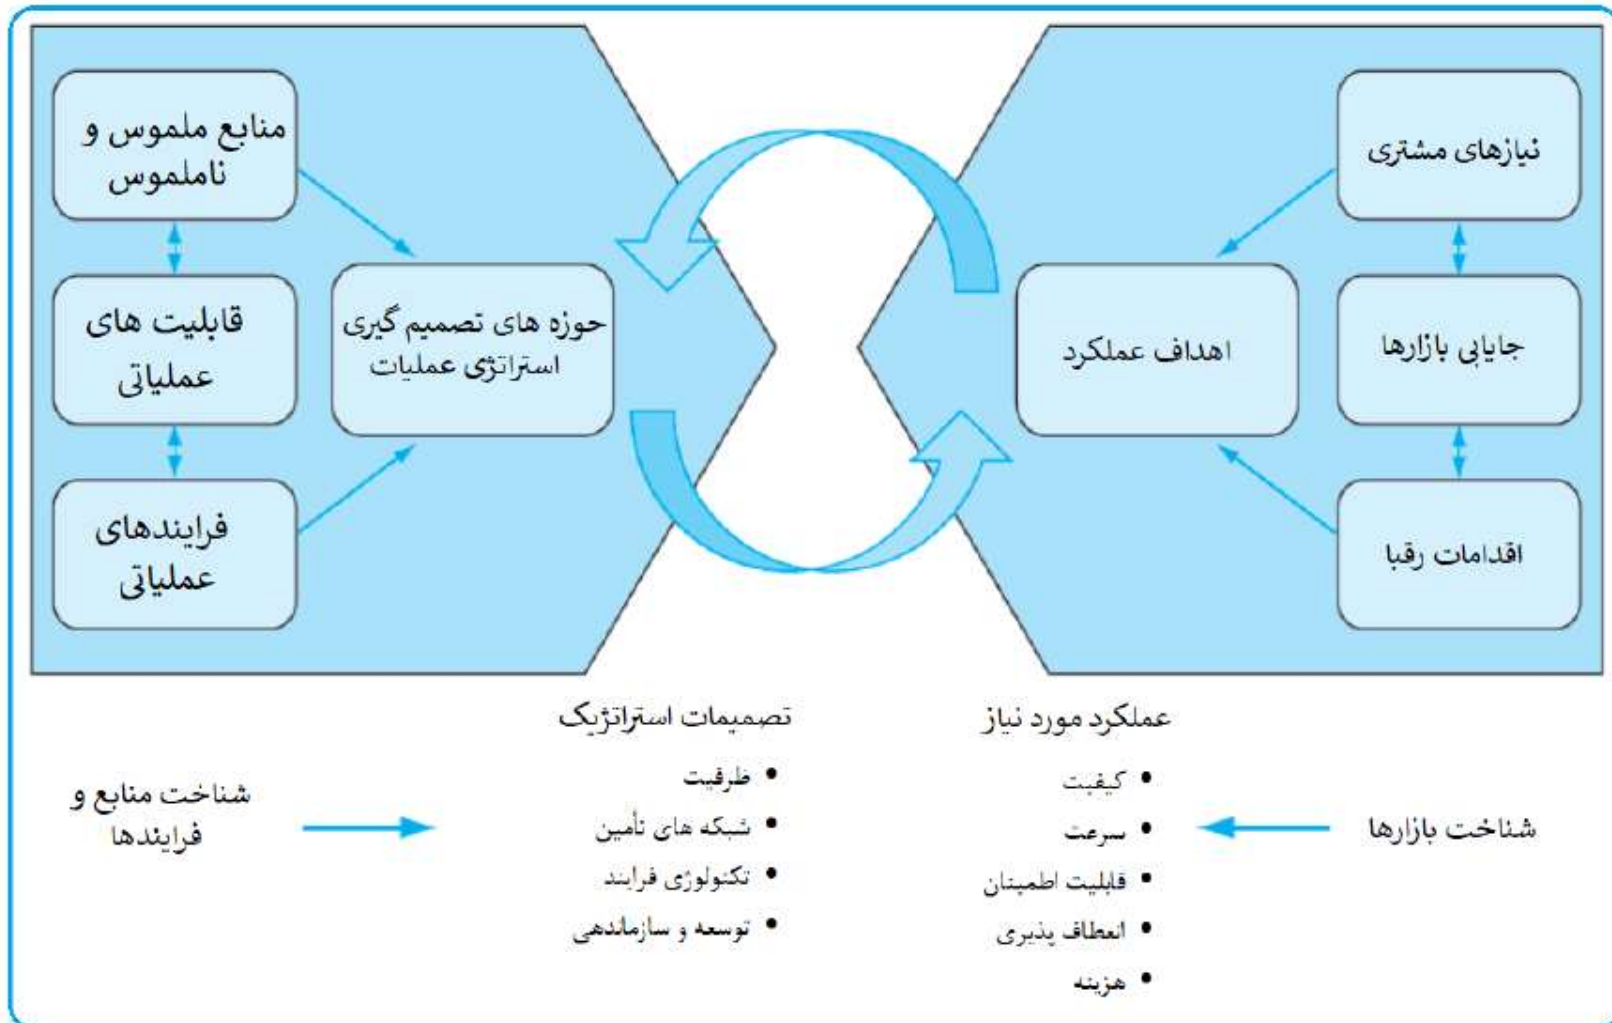 نیازهای مشتری
جایابی بازارها
اقدامات رقبا
اهداف عملکرد
حوزه های تصمیم گیری
استراتژی عملیات
منابع ملموس و
ناملموس
قابلیت های
عملیاتی
فرایندهای
عملیاتی
شناخت بازارها
عملکرد مورد نیاز
• کیفیت
• سرعت
• قابلیت اطمینان
• انعطاف پذیری
• هزینه
تصمیمات استراتژیک
• ظرفیت
• شبکه های تأمین
• تکنولوژی فرایند
• توسعه و سازماندهی
شناخت منابع و
فرایندها